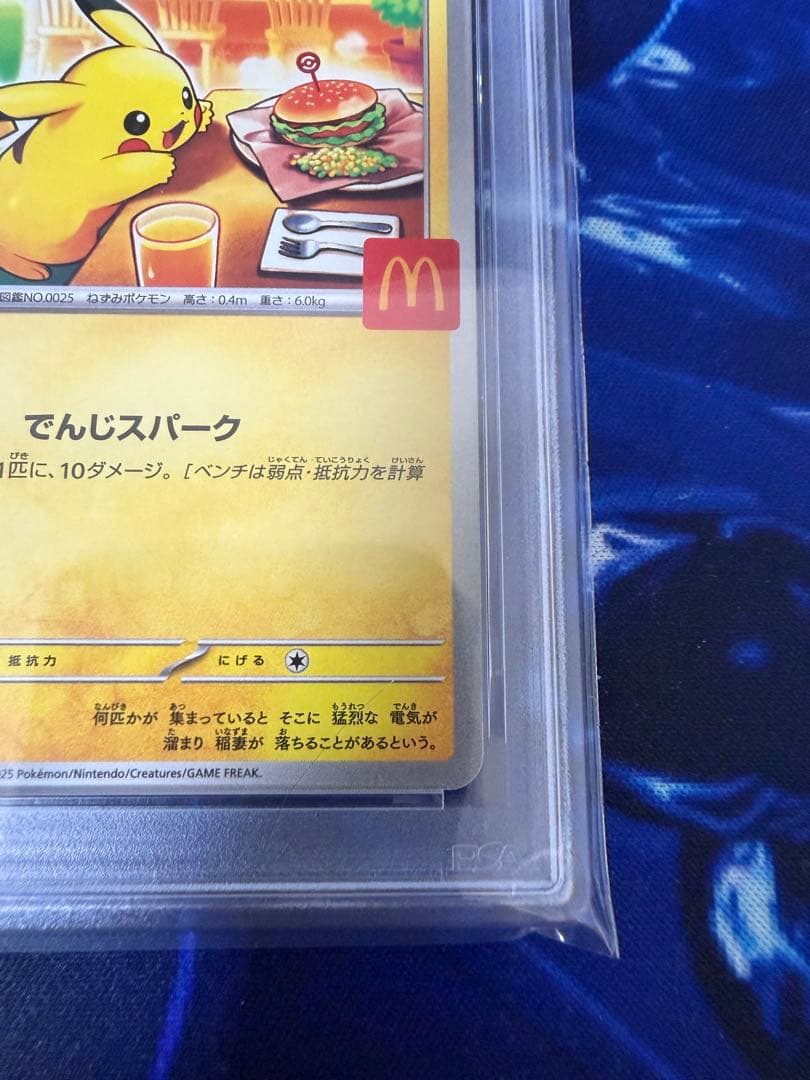 図鑑NO.0025 ねずみポケモン 高さ:0.4m 重さ:6.0kg
でんじスパーク
1匹に、10ダメージ。[ベンチは弱点・抵抗力を計算
抵抗力 にげる
何匹かが 集まっていると そこに 猛烈な 電気が
溜まり 稲妻が 落ちることがあるという。
25 Pokémon/Nintendo/Creatures/GAME FREAK.
PSA